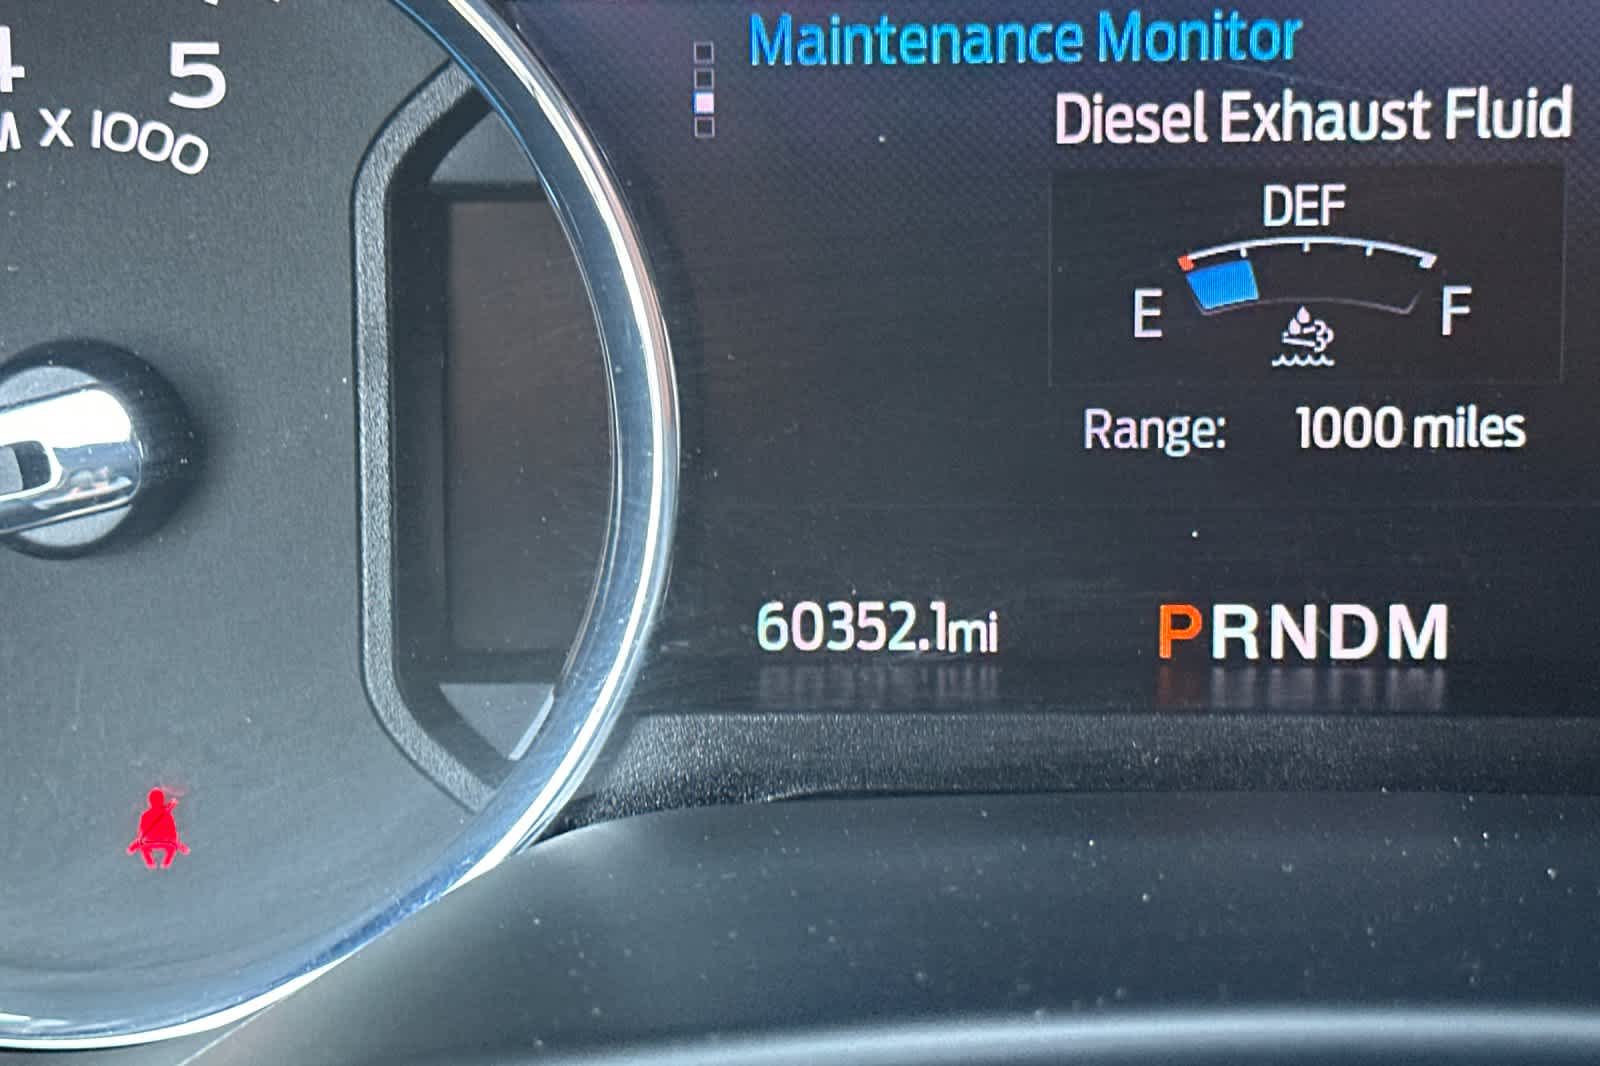 4 5
X 1000
Maintenance Monitor
Diesel Exhaust Fluid
DEF
E F
Range: 1000 miles
60352.1mi PRNDM